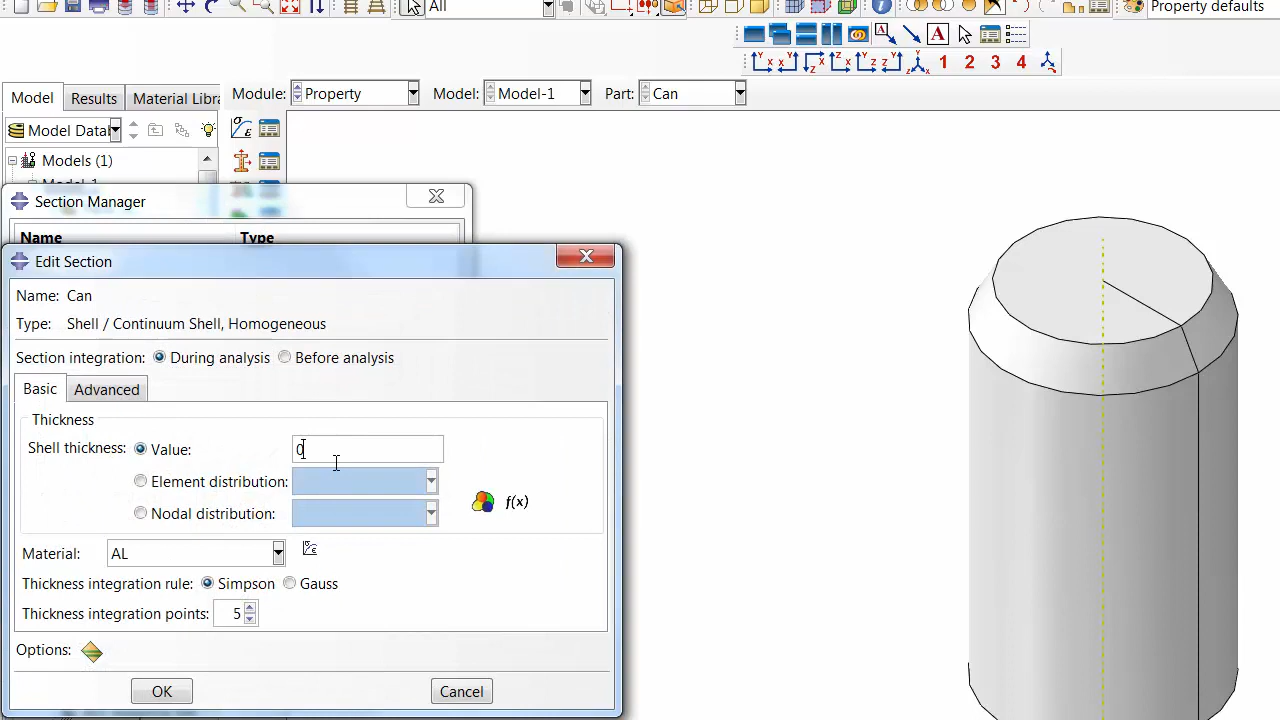 All
Property defaults
A
A
Y X Y X Z X X Z Y Z Y Z Y X Z 1 2 3 4
Model Results Material Libra Module: Property Model: Model-1 Part: Can
Model Data
Models (1)
Model-1
Section Manager
Name Type
Edit Section
Name: Can
Type: Shell / Continuum Shell, Homogeneous
Section integration: During analysis Before analysis
Basic Advanced
Thickness
Shell thickness: Value: 0
Element distribution:
Nodal distribution:
f(x)
Material: AL
Thickness integration rule: Simpson Gauss
Thickness integration points: 5
Options:
OK Cancel